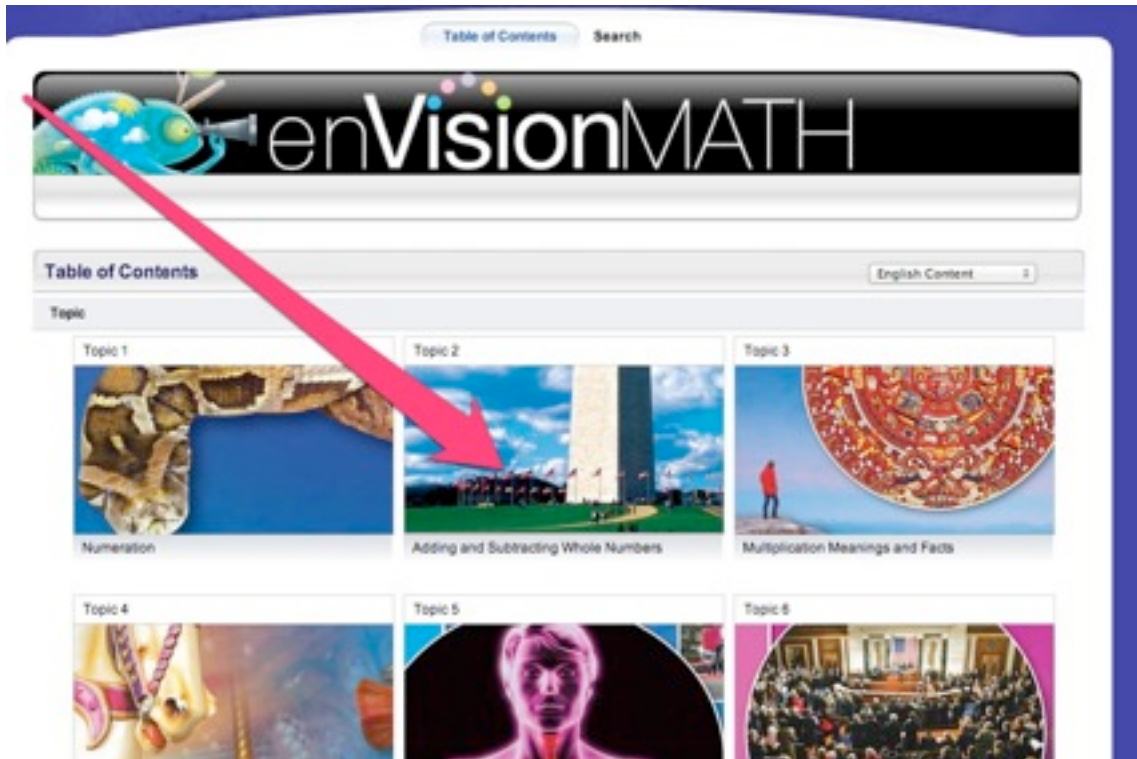 Table of Contents Search
enVisionMATH
Table of Contents
English Content
Topic
Topic 1 Topic 2 Topic 3
Numeration Adding and Subtracting Whole Numbers Multiplication Meanings and Facts
Topic 4 Topic 5 Topic 6